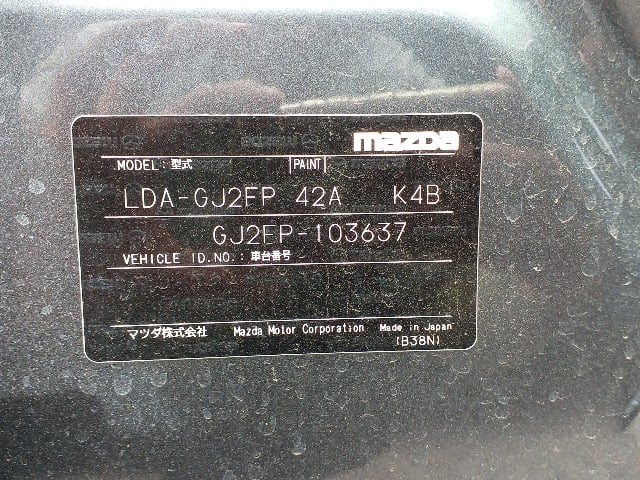 mazda
MODEL: 型式 PAINT
LDA-GJ2FP 42A K4B
GJ2FP-103637
VEHICLE ID.NO.: 車台番号
マツダ株式会社 Mazda Motor Corporation Made in Japan
(B38N)